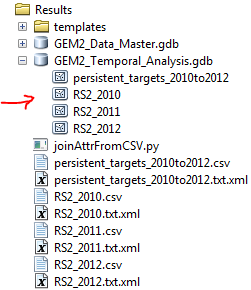 Results
templates
GEM2_Data_Master.gdb
GEM2_Temporal_Analysis.gdb
persistent_targets_2010to2012
RS2_2010
RS2_2011
RS2_2012
joinAttrFromCSV.py
persistent_targets_2010to2012.csv
persistent_targets_2010to2012.txt.xml
RS2_2010.csv
RS2_2010.txt.xml
RS2_2011.csv
RS2_2011.txt.xml
RS2_2012.csv
RS2_2012.txt.xml